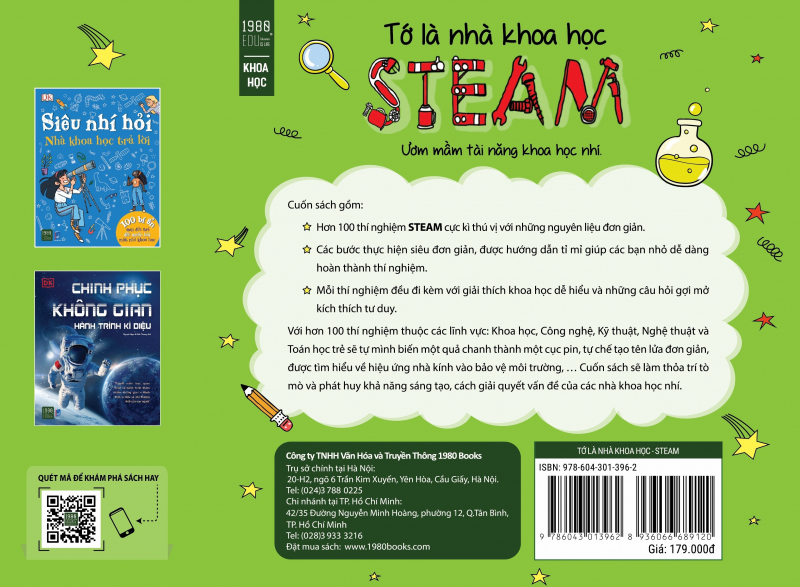 1980
EDU
KHOA
HỌC
Tớ là nhà khoa học
STEAM
Ươm mầm tài năng khoa học nhí.
DK
Siêu nhí hỏi
Nhà khoa học trả lời
100 bí ẩn
DK
CHINH PHỤC
KHÔNG GIAN
HÀNH TRÌNH KÌ DIỆU
Cuốn sách gồm:
Hơn 100 thí nghiệm STEAM cực kì thú vị với những nguyên liệu đơn giản.
Các bước thực hiện siêu đơn giản, được hướng dẫn tỉ mỉ giúp các bạn nhỏ dễ dàng
hoàn thành thí nghiệm.
Mỗi thí nghiệm đều đi kèm với giải thích khoa học dễ hiểu và những câu hỏi gợi mở
kích thích tư duy.
Với hơn 100 thí nghiệm thuộc các lĩnh vực: Khoa học, Công nghệ, Kỹ thuật, Nghệ thuật và
Toán học trẻ sẽ tự mình biến một quả chanh thành một cục pin, tự chế tạo tên lửa đơn giản,
được tìm hiểu về hiệu ứng nhà kính vào bảo vệ môi trường, … Cuốn sách sẽ làm thỏa trí tò
mò và phát huy khả năng sáng tạo, cách giải quyết vấn đề của các nhà khoa học nhí.
QUÉT MÃ ĐỂ KHÁM PHÁ SÁCH HAY
Công ty TNHH Văn Hóa và Truyền Thông 1980 Books
Trụ sở chính tại Hà Nội:
20-H2, ngõ 6 Trần Kim Xuyến, Yên Hòa, Cầu Giấy, Hà Nội.
Tel: (024)3 788 0225
Chi nhánh tại TP. Hồ Chí Minh:
42/35 Đường Nguyễn Minh Hoàng, phường 12, Q.Tân Bình,
TP. Hồ Chí Minh
Tel: (028)3 933 3216
Đặt mua sách: www.1980books.com
TỚ LÀ NHÀ KHOA HỌC - STEAM
ISBN: 978-604-301-396-2
9 786043 013962 8 936066 689120
Giá: 179.000đ